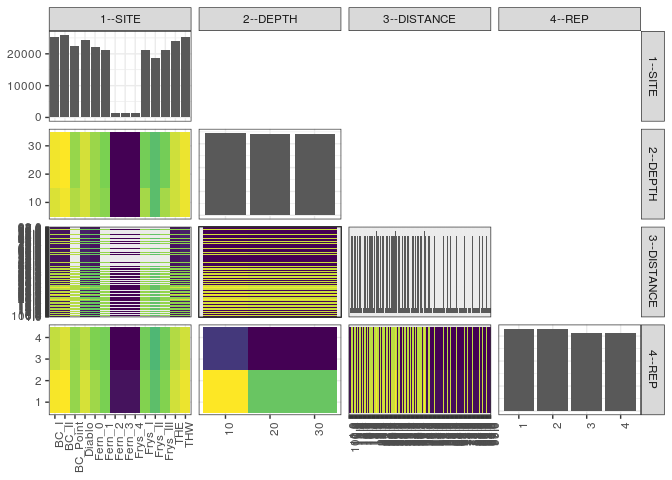 1--SITE
2--DEPTH
3--DISTANCE
4--REP
20000
10000
0
1--SITE
30
20
10
2--DEPTH
3--DISTANCE
4
3
2
1
4--REP
BC_I
BC_II
BC_Point
Diablo
Fern_0
Fern_1
Fern_2
Fern_3
Frys_4
Frys_I
Frys_II
Frys_III
THE
THW
10
20
30
1
2
3
4